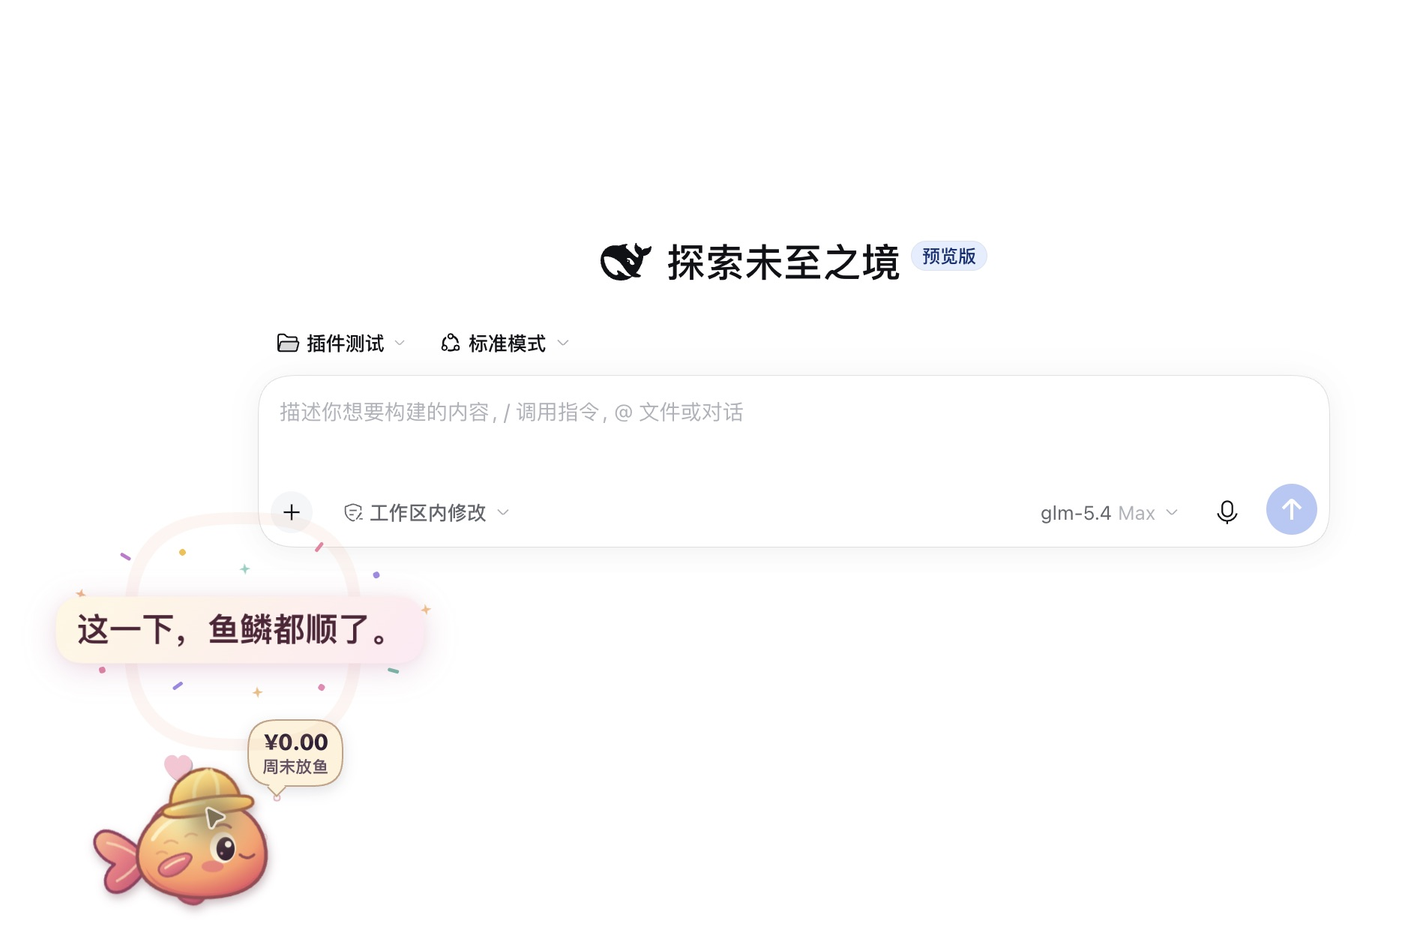 探索未至之境 预览版
插件测试 标准模式
描述你想要构建的内容, / 调用指令, @ 文件或对话
工作区内修改 glm-5.4 Max
这一下，鱼鳞都顺了。
¥0.00
周末放鱼